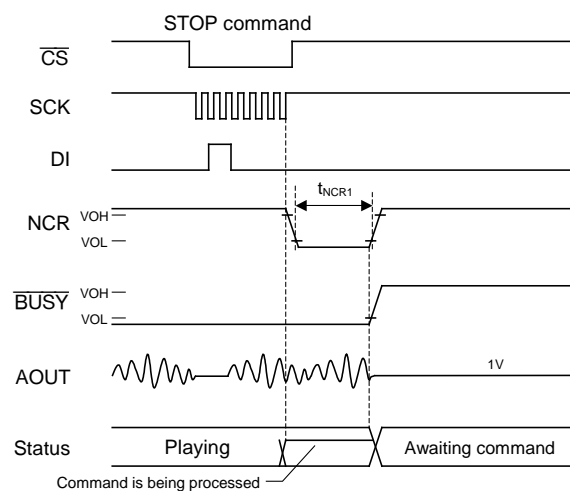 STOP command
CS
SCK
DI
tNCR1
NCR
VOH
VOL
BUSY
VOH
VOL
AOUT
1V
Status
Playing
Awaiting command
Command is being processed